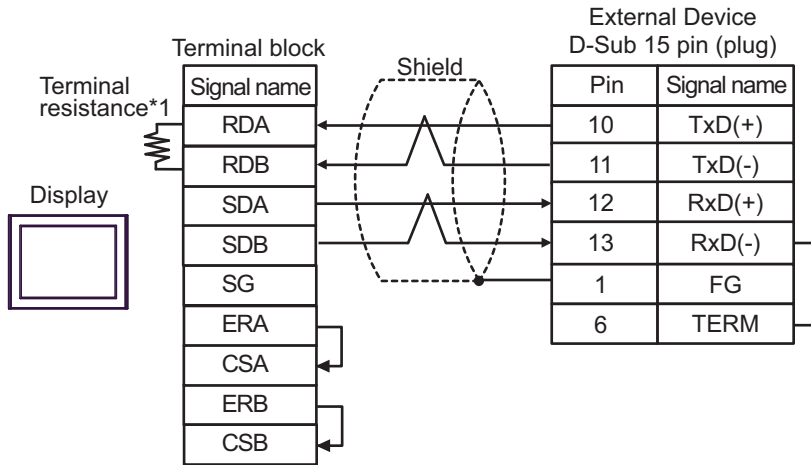 External Device
D-Sub 15 pin (plug)
Terminal block
Shield
Terminal
resistance*1
Signal name
Pin Signal name
RDA 10 TxD(+)
RDB 11 TxD(-)
Display
SDA 12 RxD(+)
SDB 13 RxD(-)
SG 1 FG
ERA 6 TERM
CSA
ERB
CSB